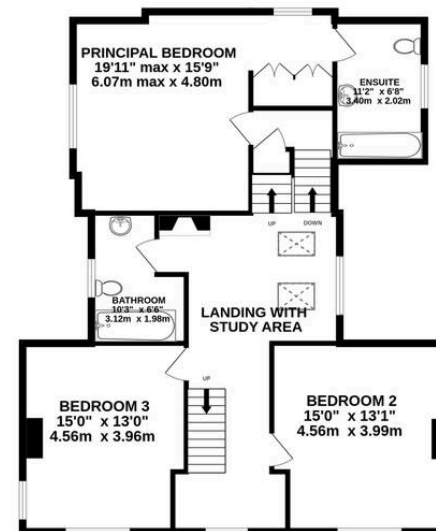 PRINCIPAL BEDROOM
19'11" max x 15'9"
6.07m max x 4.80m
ENSUITE
11'2" x 6'8"
3.40m x 2.02m
UP
DOWN
BATHROOM
10'3" x 6'6"
3.12m x 1.98m
LANDING WITH
STUDY AREA
UP
BEDROOM 3
15'0" x 13'0"
4.56m x 3.96m
BEDROOM 2
15'0" x 13'1"
4.56m x 3.99m